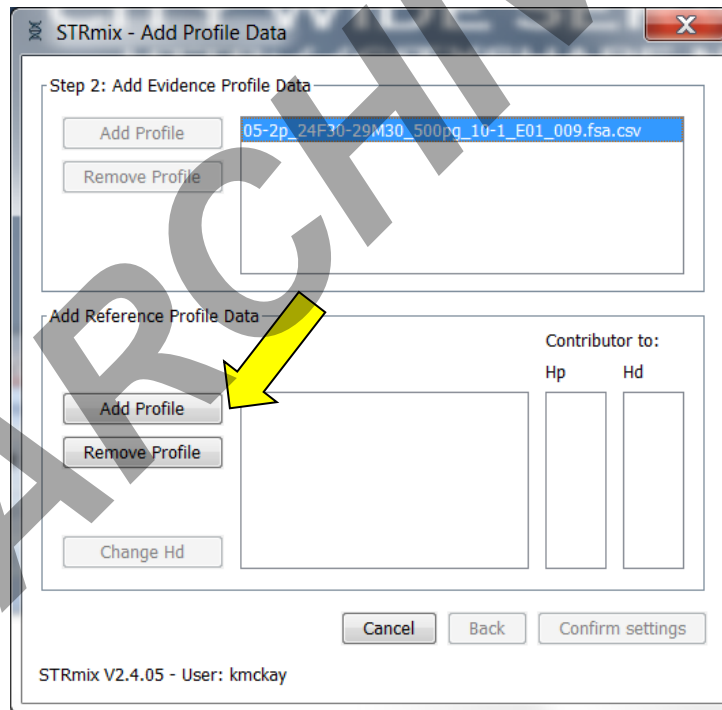 STRmix - Add Profile Data
Step 2: Add Evidence Profile Data
Add Profile
05-2p_24F30-29M30_500pg_10-1_E01_009.fsa.csv
Remove Profile
Add Reference Profile Data
Contributor to:
Hp Hd
Add Profile
Remove Profile
Change Hd
Cancel Back Confirm settings
STRmix V2.4.05 - User: kmckay